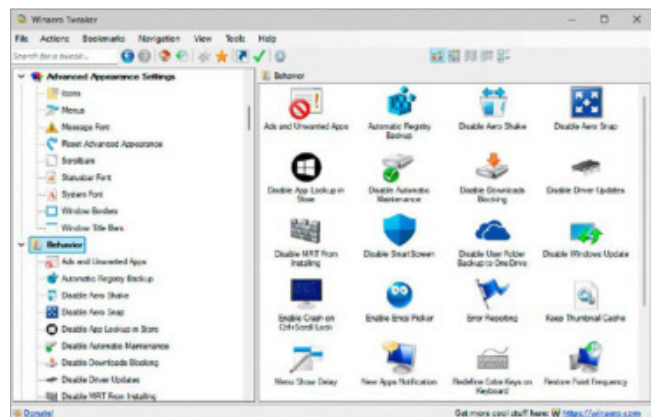 Winaero Tweaker
File Actions Bookmarks Navigation View Tools Help
Search for a tweak...
Advanced Appearance Settings
Icons
Menus
Message Font
Reset Advanced Appearance
Scrollbars
Statusbar Font
System Font
Window Borders
Window Title Bars
Behavior
Ads and Unwanted Apps
Automatic Registry Backup
Disable Aero Shake
Disable Aero Snap
Disable App Lookup in Store
Disable Automatic Maintenance
Disable Downloads Blocking
Disable Driver Updates
Disable MRT From Installing
Behavior
Ads and Unwanted Apps
Automatic Registry
Backup
Disable Aero Shake
Disable Aero Snap
Disable App Lookup in
Store
Disable Automatic
Maintenance
Disable Downloads
Blocking
Disable Driver Updates
Disable MRT From
Installing
Disable SmartScreen
Disable User Folder
Backup to OneDrive
Disable Windows Update
Enable Crash on
Ctrl+Scroll Lock
Enable Emoji Picker
Error Reporting
Keep Thumbnail Cache
Menu Show Delay
New Apps Notification
Redefine Extra Keys on
Keyboard
Restore Point Frequency
Donate!
Get more cool stuff here: W https://winaero.com